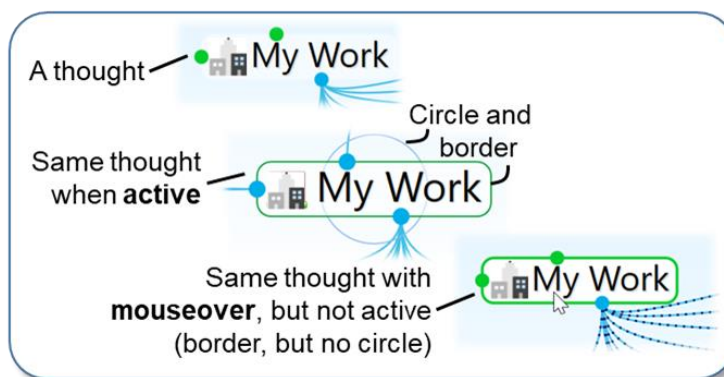 My Work
A thought
Circle and
border
Same thought
when active
My Work
Same thought with
mouseover, but not active
(border, but no circle)
My Work